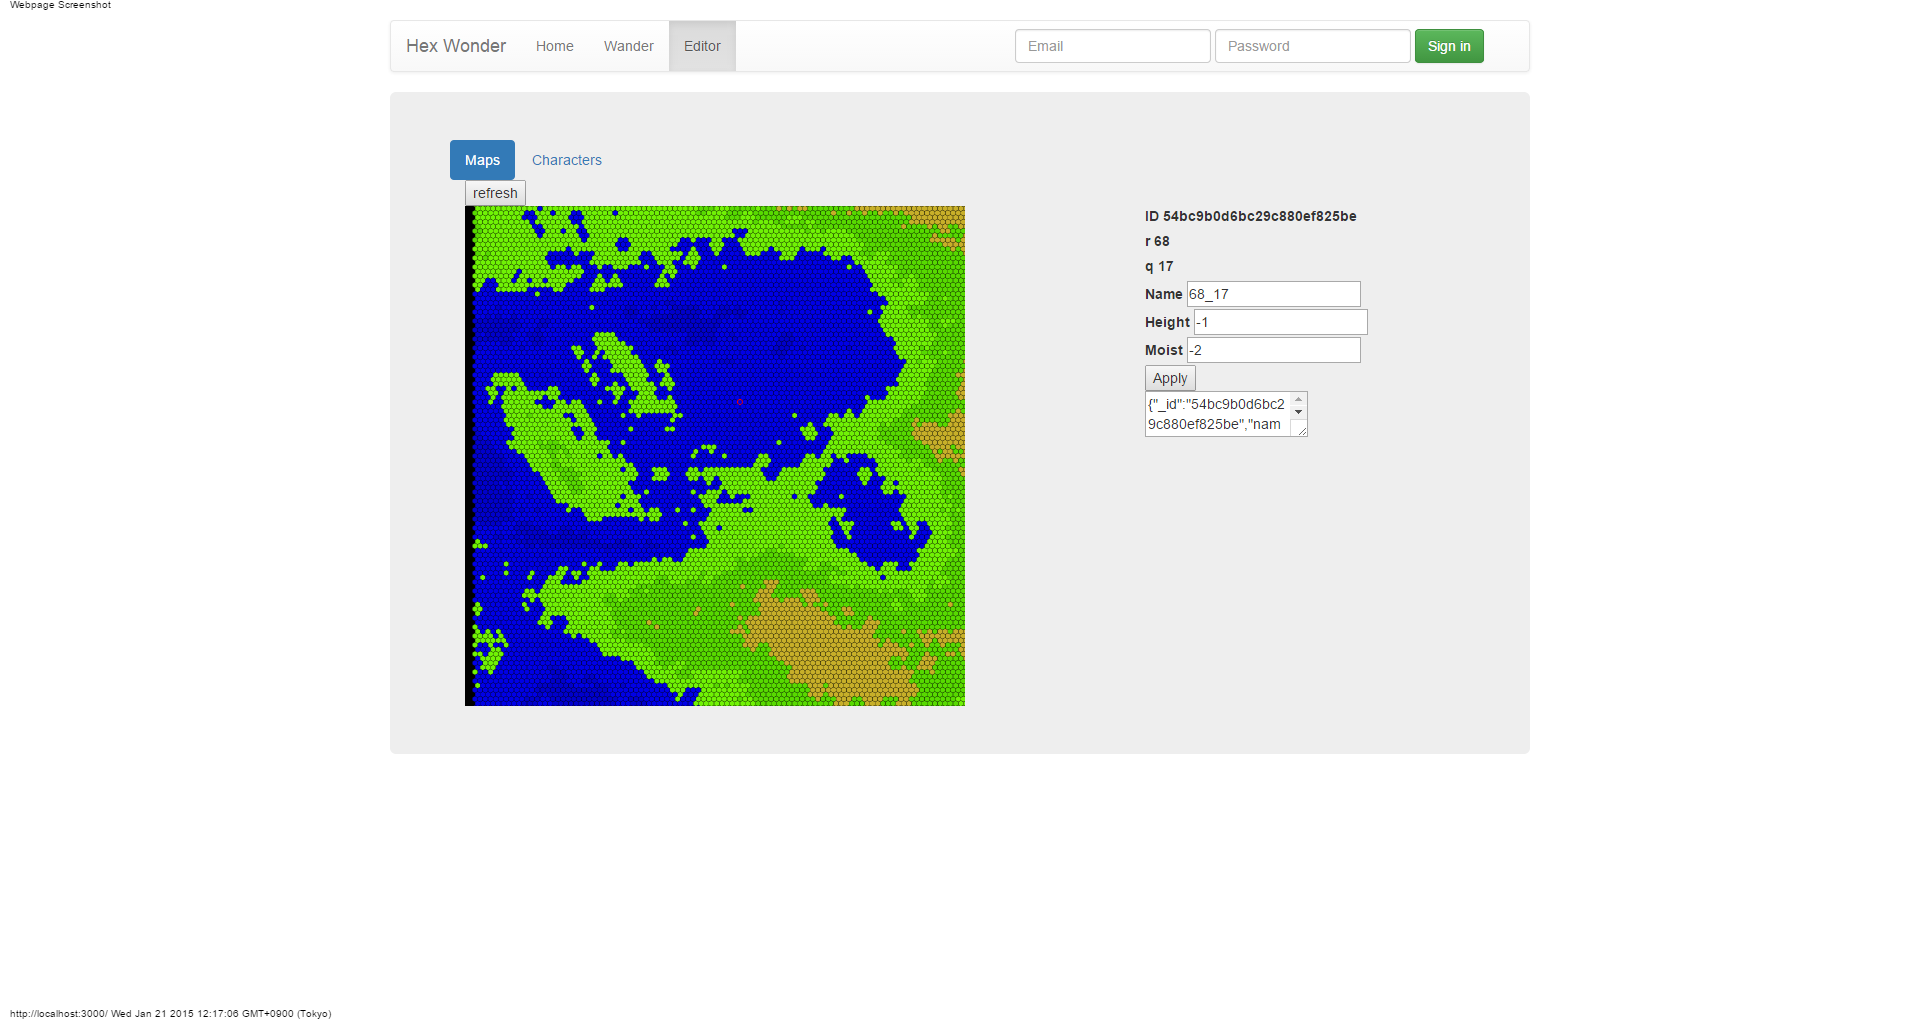 Webpage Screenshot
Hex Wonder Home Wander Editor Email Password Sign in
Maps Characters
refresh
ID 54bc9b0d6bc29c880ef825be
r 68
q 17
Name 68_17
Height -1
Moist -2
Apply
{"_id":"54bc9b0d6bc2
9c880ef825be","nam
http://localhost:3000/ Wed Jan 21 2015 12:17:06 GMT+0900 (Tokyo)